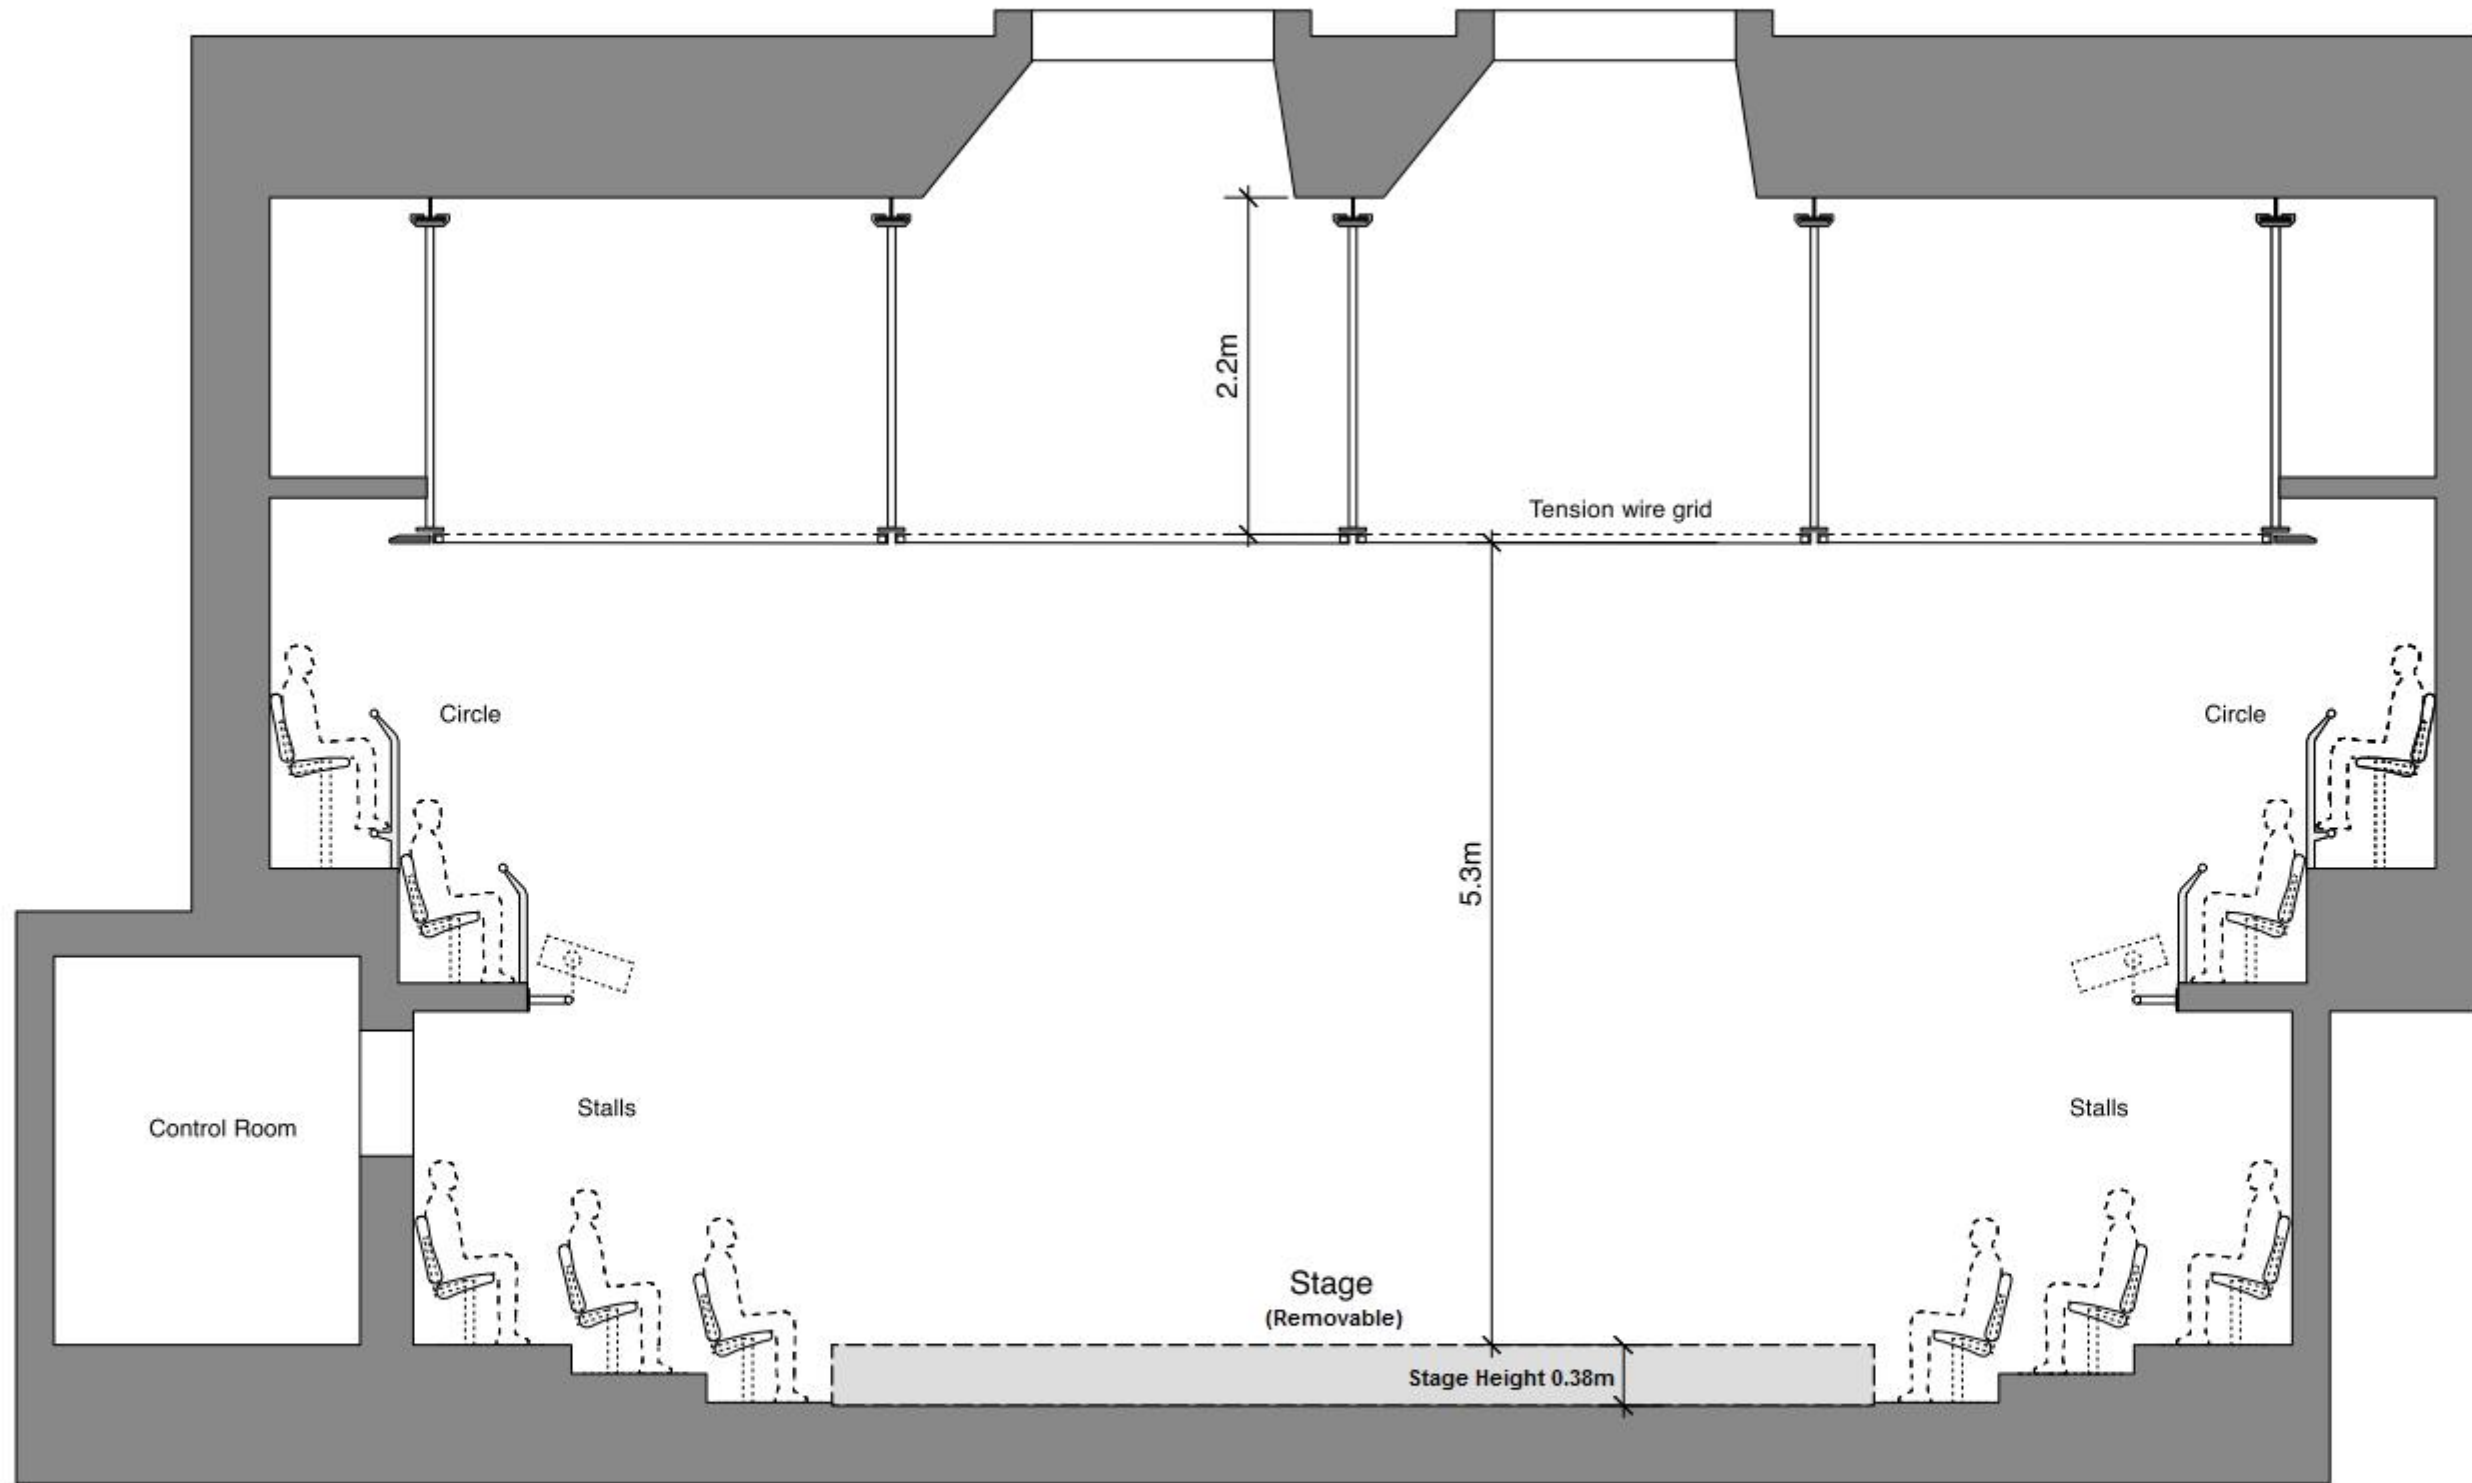 2.2m
Tension wire grid
Circle
Circle
5.3m
Control Room
Stalls
Stalls
Stage
(Removable)
Stage Height 0.38m